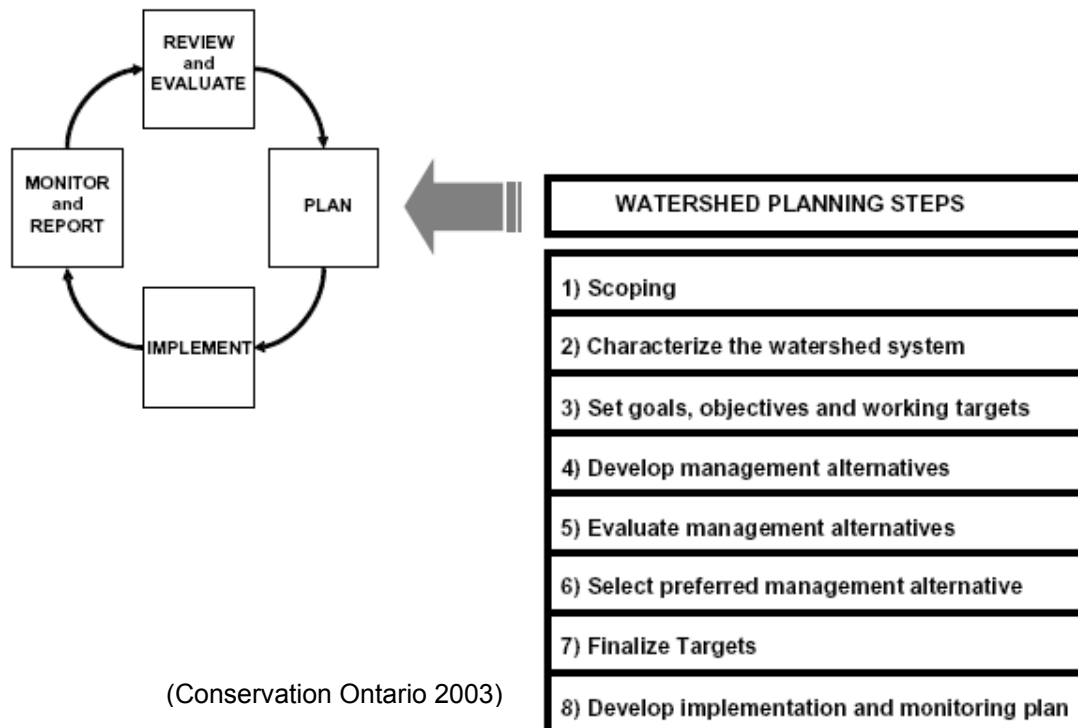 REVIEW
and
EVALUATE
PLAN
IMPLEMENT
MONITOR
and
REPORT
WATERSHED PLANNING STEPS
1) Scoping
2) Characterize the watershed system
3) Set goals, objectives and working targets
4) Develop management alternatives
5) Evaluate management alternatives
6) Select preferred management alternative
7) Finalize Targets
8) Develop implementation and monitoring plan
(Conservation Ontario 2003)